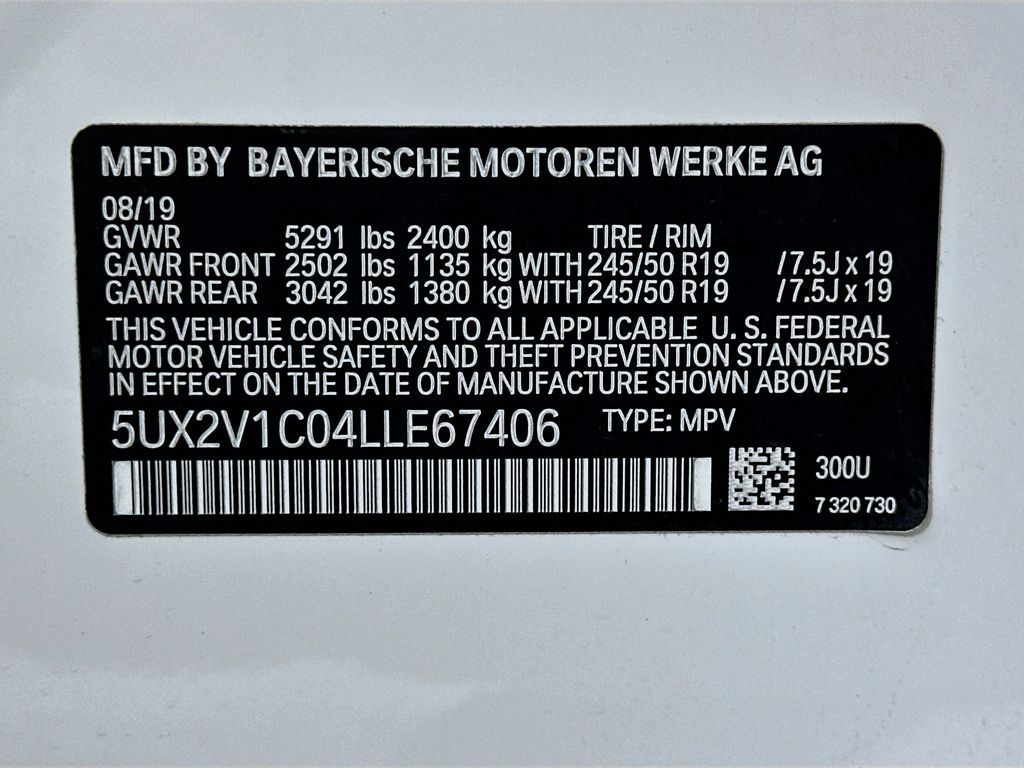 MFD BY BAYERISCHE MOTOREN WERKE AG
08/19
GVWR 5291 lbs 2400 kg TIRE / RIM
GAWR FRONT 2502 lbs 1135 kg WITH 245/50 R19 / 7.5J x 19
GAWR REAR 3042 lbs 1380 kg WITH 245/50 R19 / 7.5J x 19
THIS VEHICLE CONFORMS TO ALL APPLICABLE U. S. FEDERAL
MOTOR VEHICLE SAFETY AND THEFT PREVENTION STANDARDS
IN EFFECT ON THE DATE OF MANUFACTURE SHOWN ABOVE.
5UX2V1C04LLE67406 TYPE: MPV
300U
7 320 730